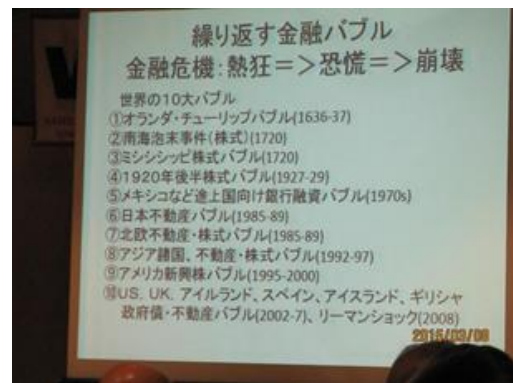 繰り返す金融バブル
金融危機:熱狂=>恐慌=>崩壊
世界の10大バブル
①オランダ・チューリップバブル(1636-37)
②南海泡末事件(株式)(1720)
③ミシシッピ株式バブル(1720)
④1920年後半株式バブル(1927-29)
⑤メキシコなど途上国向け銀行融資バブル(1970s)
⑥日本不動産バブル(1985-89)
⑦北欧不動産・株式バブル(1985-89)
⑧アジア諸国、不動産・株式バブル(1992-97)
⑨アメリカ新興株バブル(1995-2000)
⑩US, UK, アイルランド、スペイン、アイスランド、ギリシャ
政府債・不動産バブル(2002-7)、リーマンショック(2008)